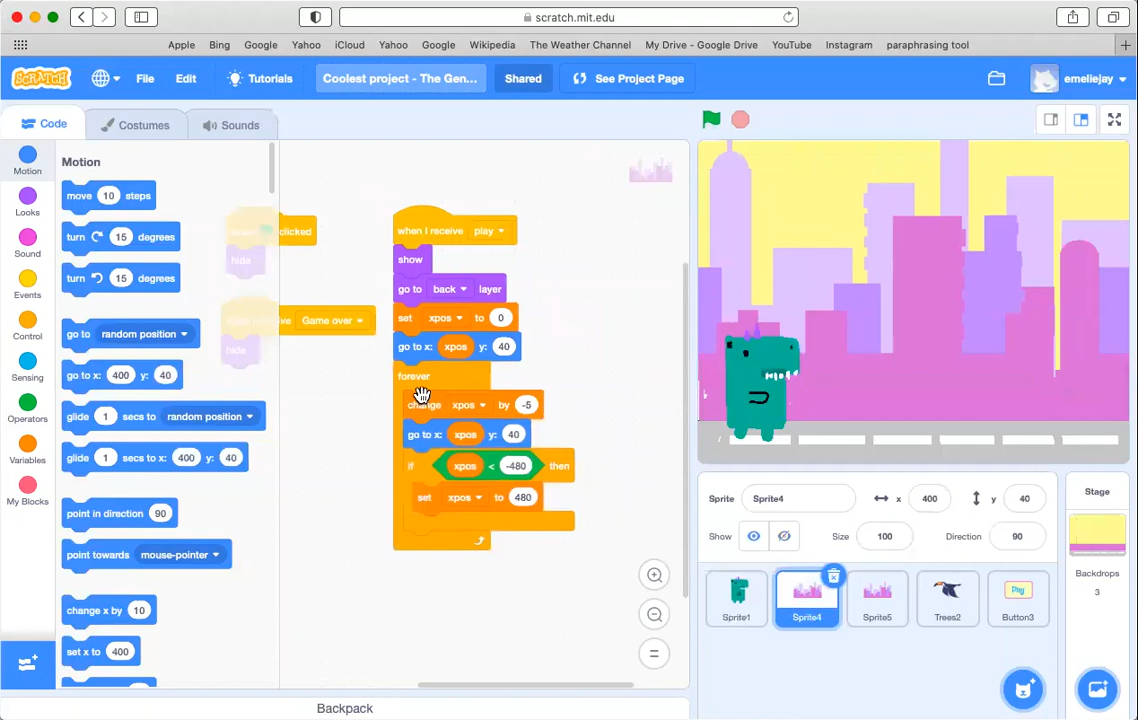 scratch.mit.edu
Apple Bing Google Yahoo iCloud Yahoo Google Wikipedia The Weather Channel My Drive - Google Drive YouTube Instagram paraphrasing tool
SCRATCH File Edit Tutorials Coolest project - The Gen... Shared See Project Page emeliejay
Code Costumes Sounds
Motion
Motion
Looks
Sound
Events
Control
Sensing
Operators
Variables
My Blocks
move 10 steps
turn 15 degrees
turn 15 degrees
go to random position
go to x: 400 y: 40
glide 1 secs to random position
glide 1 secs to x: 400 y: 40
point in direction 90
point towards mouse-pointer
change x by 10
set x to 400
clicked
hide
Game over
hide
when I receive play
show
go to back layer
set xpos to 0
go to x: xpos y: 40
forever
change xpos by -5
go to x: xpos y: 40
if xpos < -480 then
set xpos to 480
Backpack
Sprite Sprite4 x 400 y 40
Show Size 100 Direction 90
Sprite1 Sprite4 Sprite5 Trees2 Play Button3
Stage
Backdrops
3